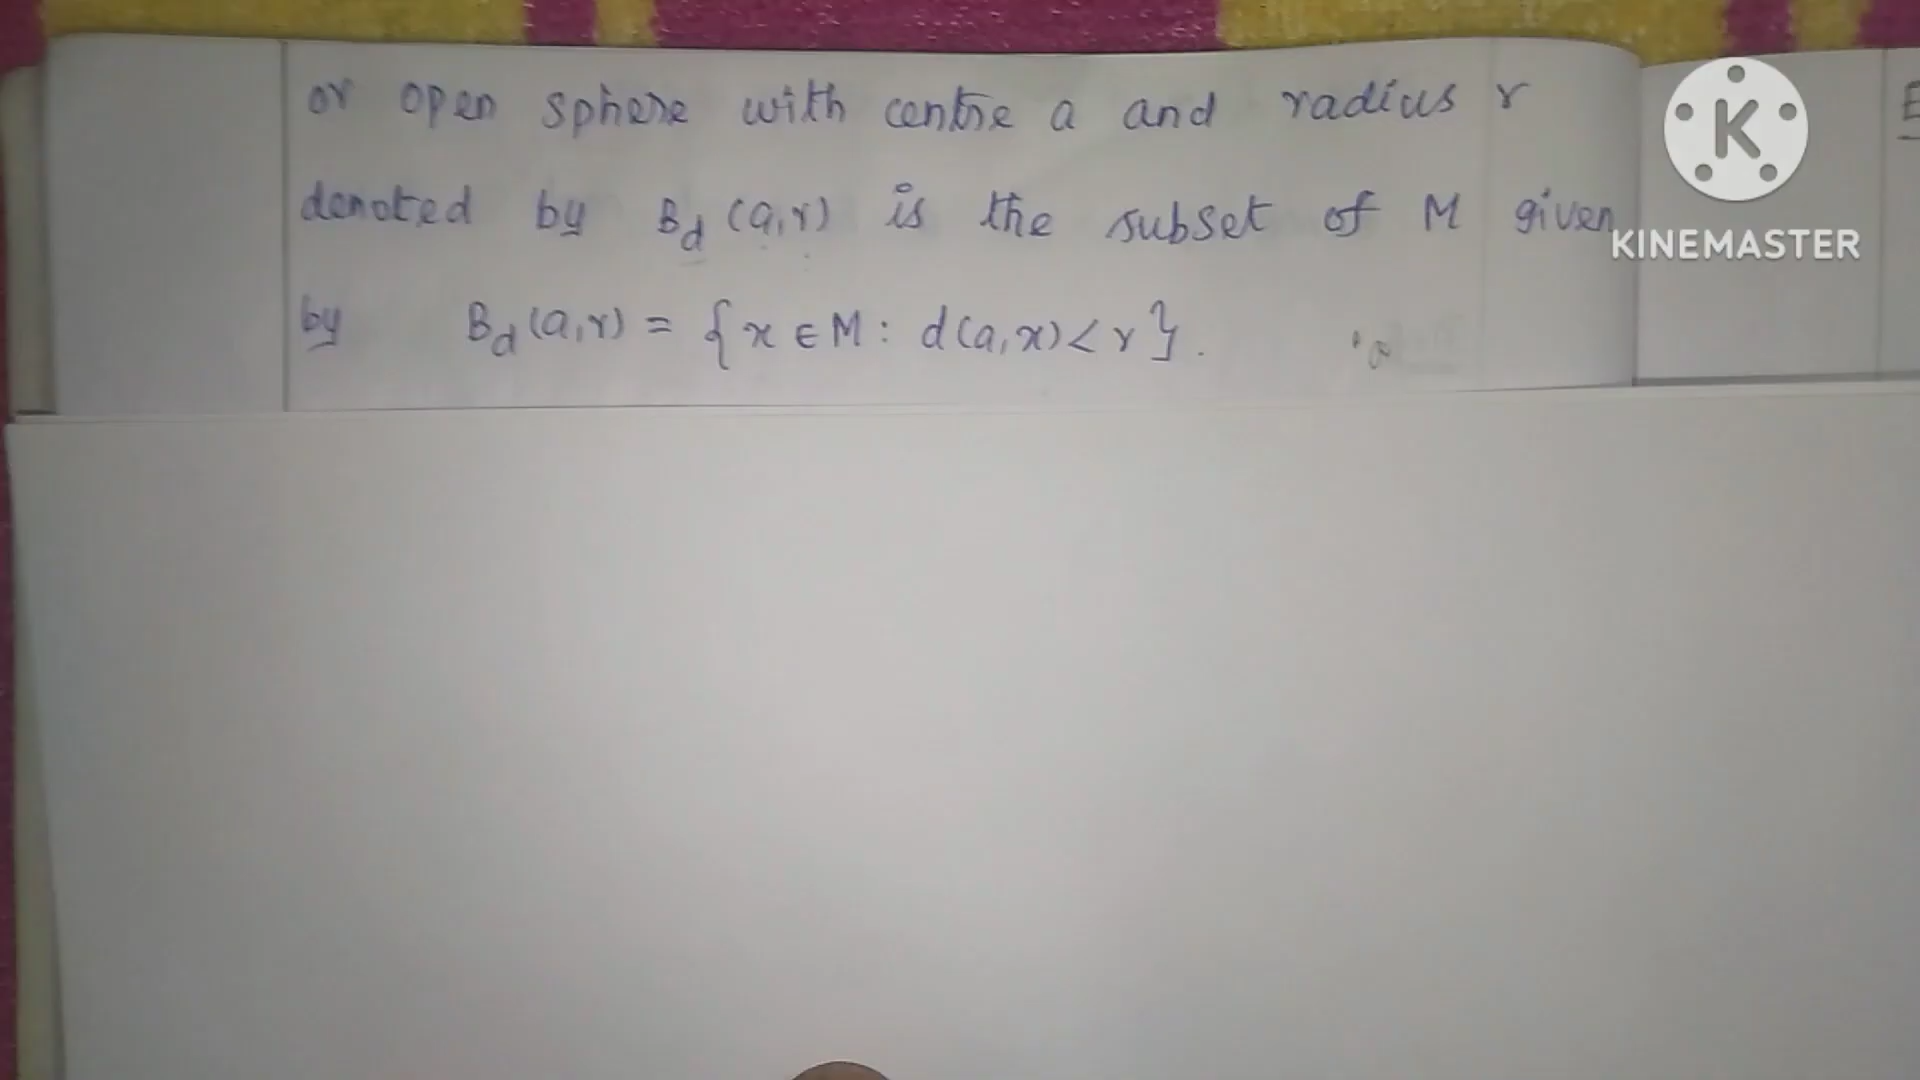 or open sphere with centre a and radius r
denoted by B_d (a,r) is the subset of M given
by B_d (a,r) = {x ∈ M : d(a,x) < r}.
K
KINEMASTER
E